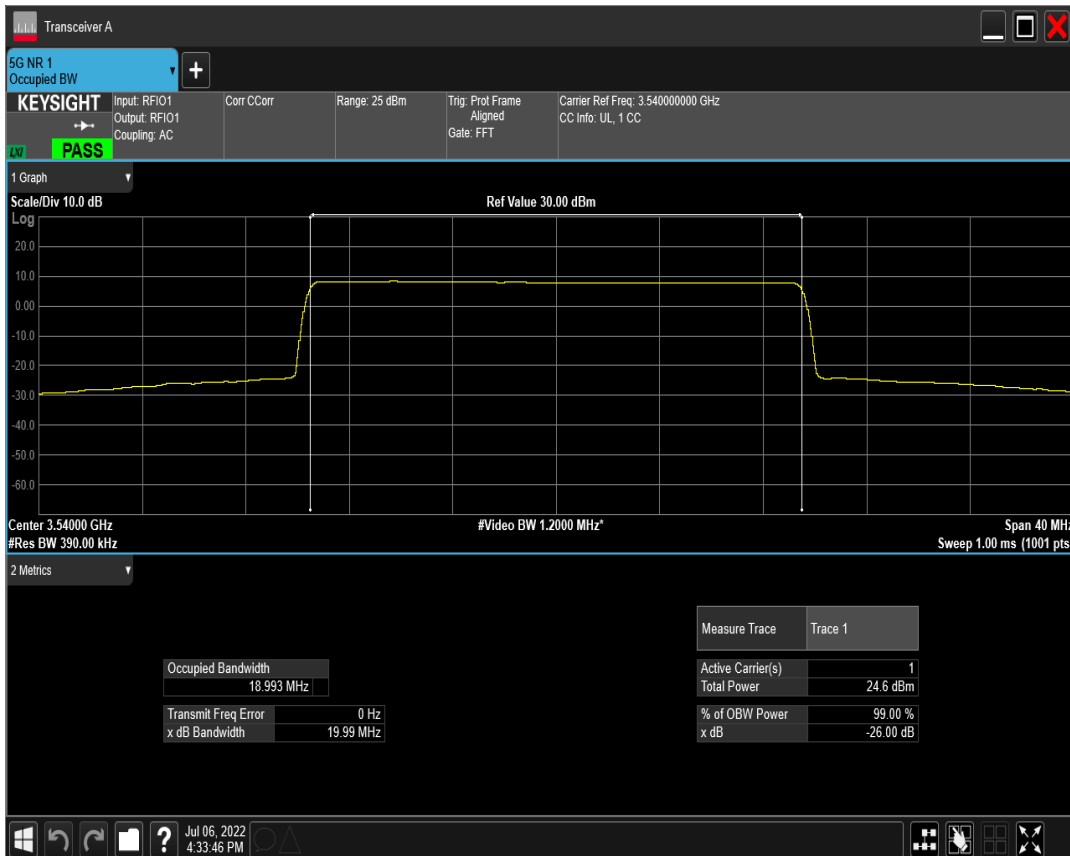 Transceiver A
5G NR 1
Occupied BW
KEYSIGHT
LXI
PASS
Input: RFIO1
Output: RFIO1
Coupling: AC
Corr CCorr
Range: 25 dBm
Trig: Prot Frame
Aligned
Gate: FFT
Carrier Ref Freq: 3.540000000 GHz
CC Info: UL, 1 CC
1 Graph
Scale/Div 10.0 dB
Ref Value 30.00 dBm
Log
20.0
10.0
0.00
-10.0
-20.0
-30.0
-40.0
-50.0
-60.0
Center 3.54000 GHz
#Video BW 1.2000 MHz*
Span 40 MHz
#Res BW 390.00 kHz
Sweep 1.00 ms (1001 pts
2 Metrics
Measure Trace Trace 1
Occupied Bandwidth
18.993 MHz
Active Carrier(s) 1
Total Power 24.6 dBm
Transmit Freq Error 0 Hz
x dB Bandwidth 19.99 MHz
% of OBW Power 99.00 %
x dB -26.00 dB
?
Jul 06, 2022
4:33:46 PM